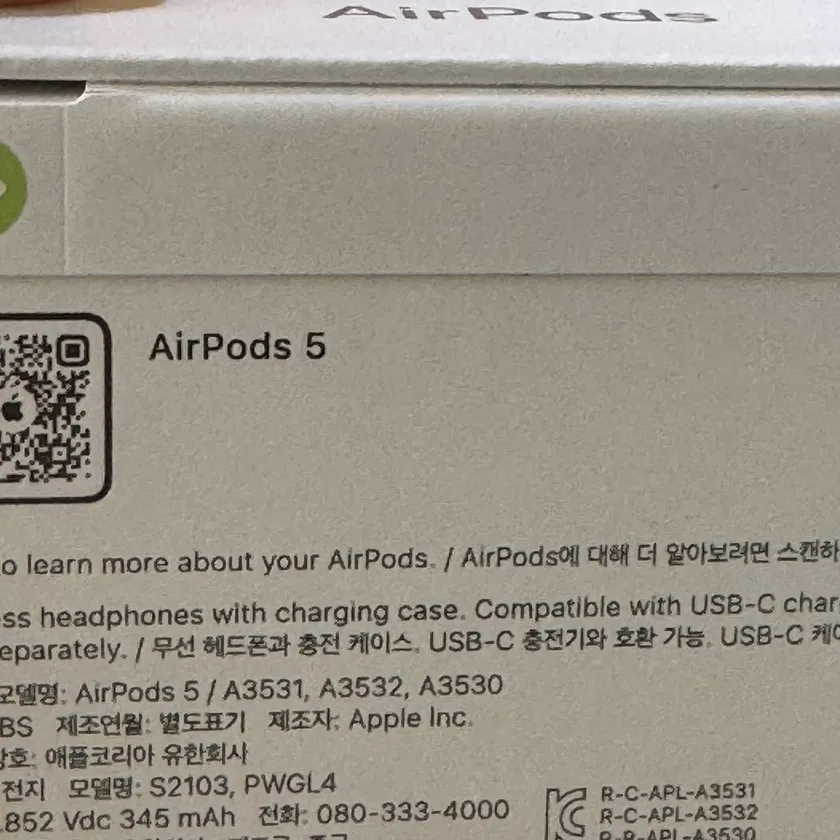 AirPods
AirPods 5
o learn more about your AirPods. / AirPods에 대해 더 알아보려면 스캔하
ess headphones with charging case. Compatible with USB-C char
eparately. / 무선 헤드폰과 충전 케이스. USB-C 충전기와 호환 가능. USB-C 케이
모델명: AirPods 5 / A3531, A3532, A3530
BS 제조연월: 별도표기 제조자: Apple Inc.
상호: 애플코리아 유한회사
전지 모델명: S2103, PWGL4
.852 Vdc 345 mAh 전화: 080-333-4000
R-C-APL-A3531
R-C-APL-A3532
R-R-APL-A3530